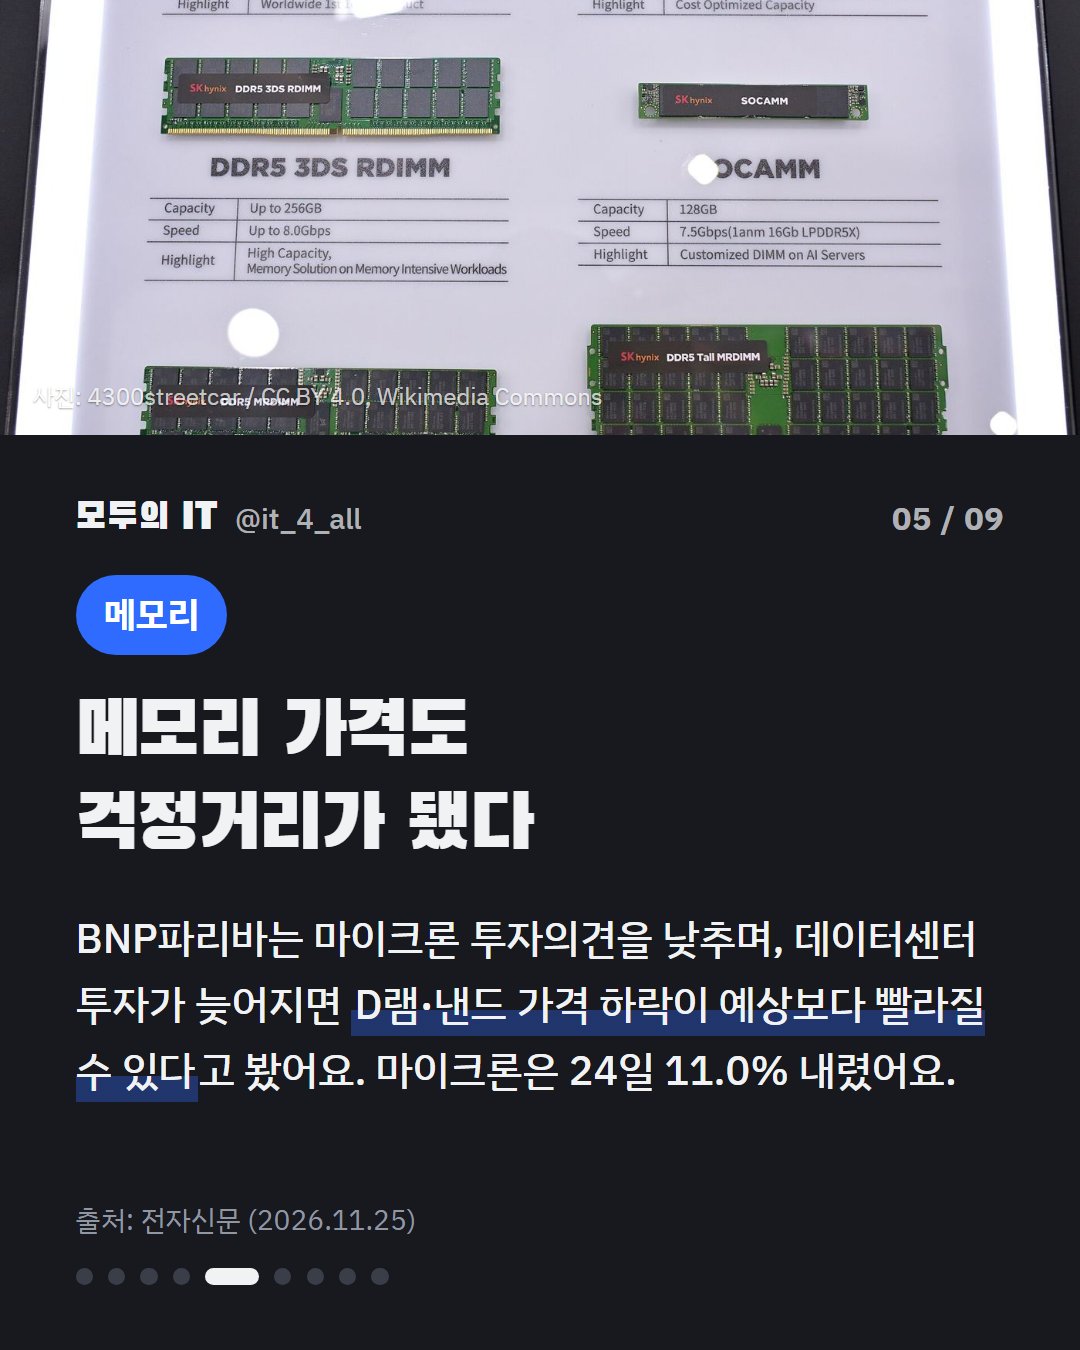 Highlight Worldwide 1st
Highlight Cost Optimized Capacity
SK hynix DDR5 3DS RDIMM
SK hynix SOCAMM
DDR5 3DS RDIMM
OCAMM
Capacity Up to 256GB
Speed Up to 8.0Gbps
Highlight High Capacity,
Memory Solution on Memory Intensive Workloads
Capacity 128GB
Speed 7.5Gbps(1anm 16Gb LPDDR5X)
Highlight Customized DIMM on AI Servers
SK hynix DDR5 MRDIMM
SK hynix DDR5 Tall MRDIMM
사진: 4300streetcar / CC BY 4.0, Wikimedia Commons
모두의 IT @it_4_all
05 / 09
메모리
메모리 가격도
걱정거리가 됐다
BNP파리바는 마이크론 투자의견을 낮추며, 데이터센터
투자가 늦어지면 D램·낸드 가격 하락이 예상보다 빨라질
수 있다고 봤어요. 마이크론은 24일 11.0% 내렸어요.
출처: 전자신문 (2026.11.25)